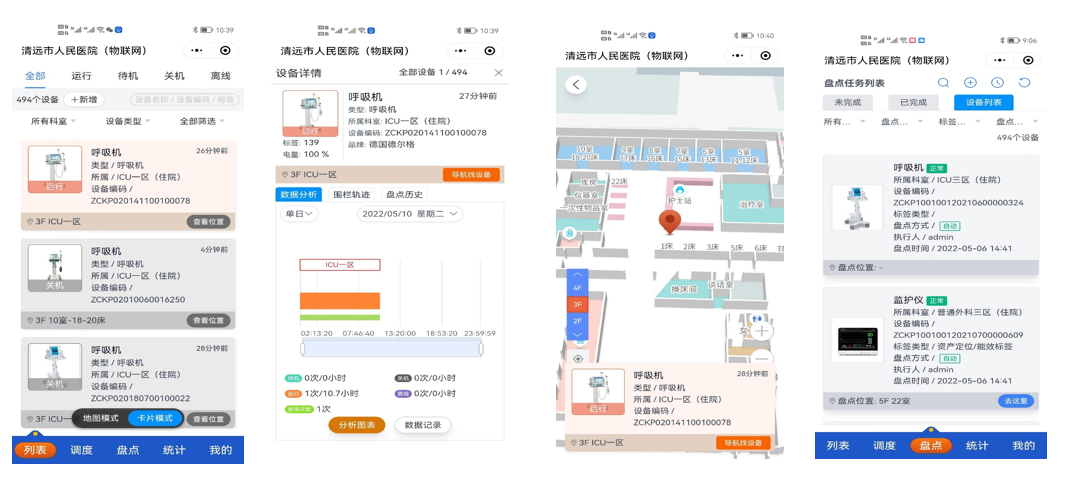 10:39
清远市人民医院（物联网）
全部 运行 待机 关机 离线
494个设备 +新增 设备名称 / 设备编码 / 标签
所有科室 设备类型 全部筛选
呼吸机 26分钟前
类型 / 呼吸机
所属 / ICU一区（住院）
设备编码 /
ZCKP020141100100078
运行
3F ICU一区 查看位置
呼吸机 4分钟前
类型 / 呼吸机
所属 / ICU一区（住院）
设备编码 /
ZCKP02010060016250
关机
3F 10室-18-20床 查看位置
呼吸机 28分钟前
类型 / 呼吸机
所属 / ICU一区（住院）
设备编码 /
ZCKP020180700100022
关机
3F ICU一 地图模式 卡片模式 查看位置
列表 调度 盘点 统计 我的
10:39
清远市人民医院（物联网）
设备详情 全部设备 1 / 494
呼吸机 27分钟前
类型: 呼吸机
所属科室: ICU一区（住院）
设备编码: ZCKP020141100100078
品牌: 德国德尔格
运行
标签: 139
电量: 100 %
3F ICU一区 导航找设备
数据分析 围栏轨迹 盘点历史
单日 2022/05/10 星期二
ICU一区
02:13:20 07:46:40 13:20:00 18:53:20 23:59:59
待机 0次/0小时 关机 0次/0小时
运行 1次/10.7小时 离线 0次/0小时
使用次数 1次
分析图表 数据记录
10:40
清远市人民医院（物联网）
10室 18-20床
9室 17床
8室 16床
7室 15床
6室 13床
5室 11-12床
库房 22床
仪器室
一次性物品室
护士站
治疗室
1床 2床 3床 5床 6床
换床间 谈话室
4F
3F
2F
女
呼吸机 28分钟前
类型 / 呼吸机
所属 / ICU一区（住院）
设备编码 /
ZCKP020141100100078
运行
3F ICU一区 导航找设备
9:06
清远市人民医院（物联网）
盘点任务列表
未完成 已完成 设备列表
所有... 盘点... 标签... 盘点...
494个设备
呼吸机 正常
所属科室 / ICU三区（住院）
设备编码 /
ZCKP100100120210600000324
标签类型 /
盘点方式 / 自动
执行人 / admin
盘点时间 / 2022-05-06 14:41
盘点位置: -
监护仪 正常
所属科室 / 普通外科三区（住院）
设备编码 /
ZCKP100100120210700000609
标签类型 / 资产定位/能效标签
盘点方式 / 自动
执行人 / admin
盘点时间 / 2022-05-06 14:41
盘点位置: 5F 22室 去这里
列表 调度 盘点 统计 我的